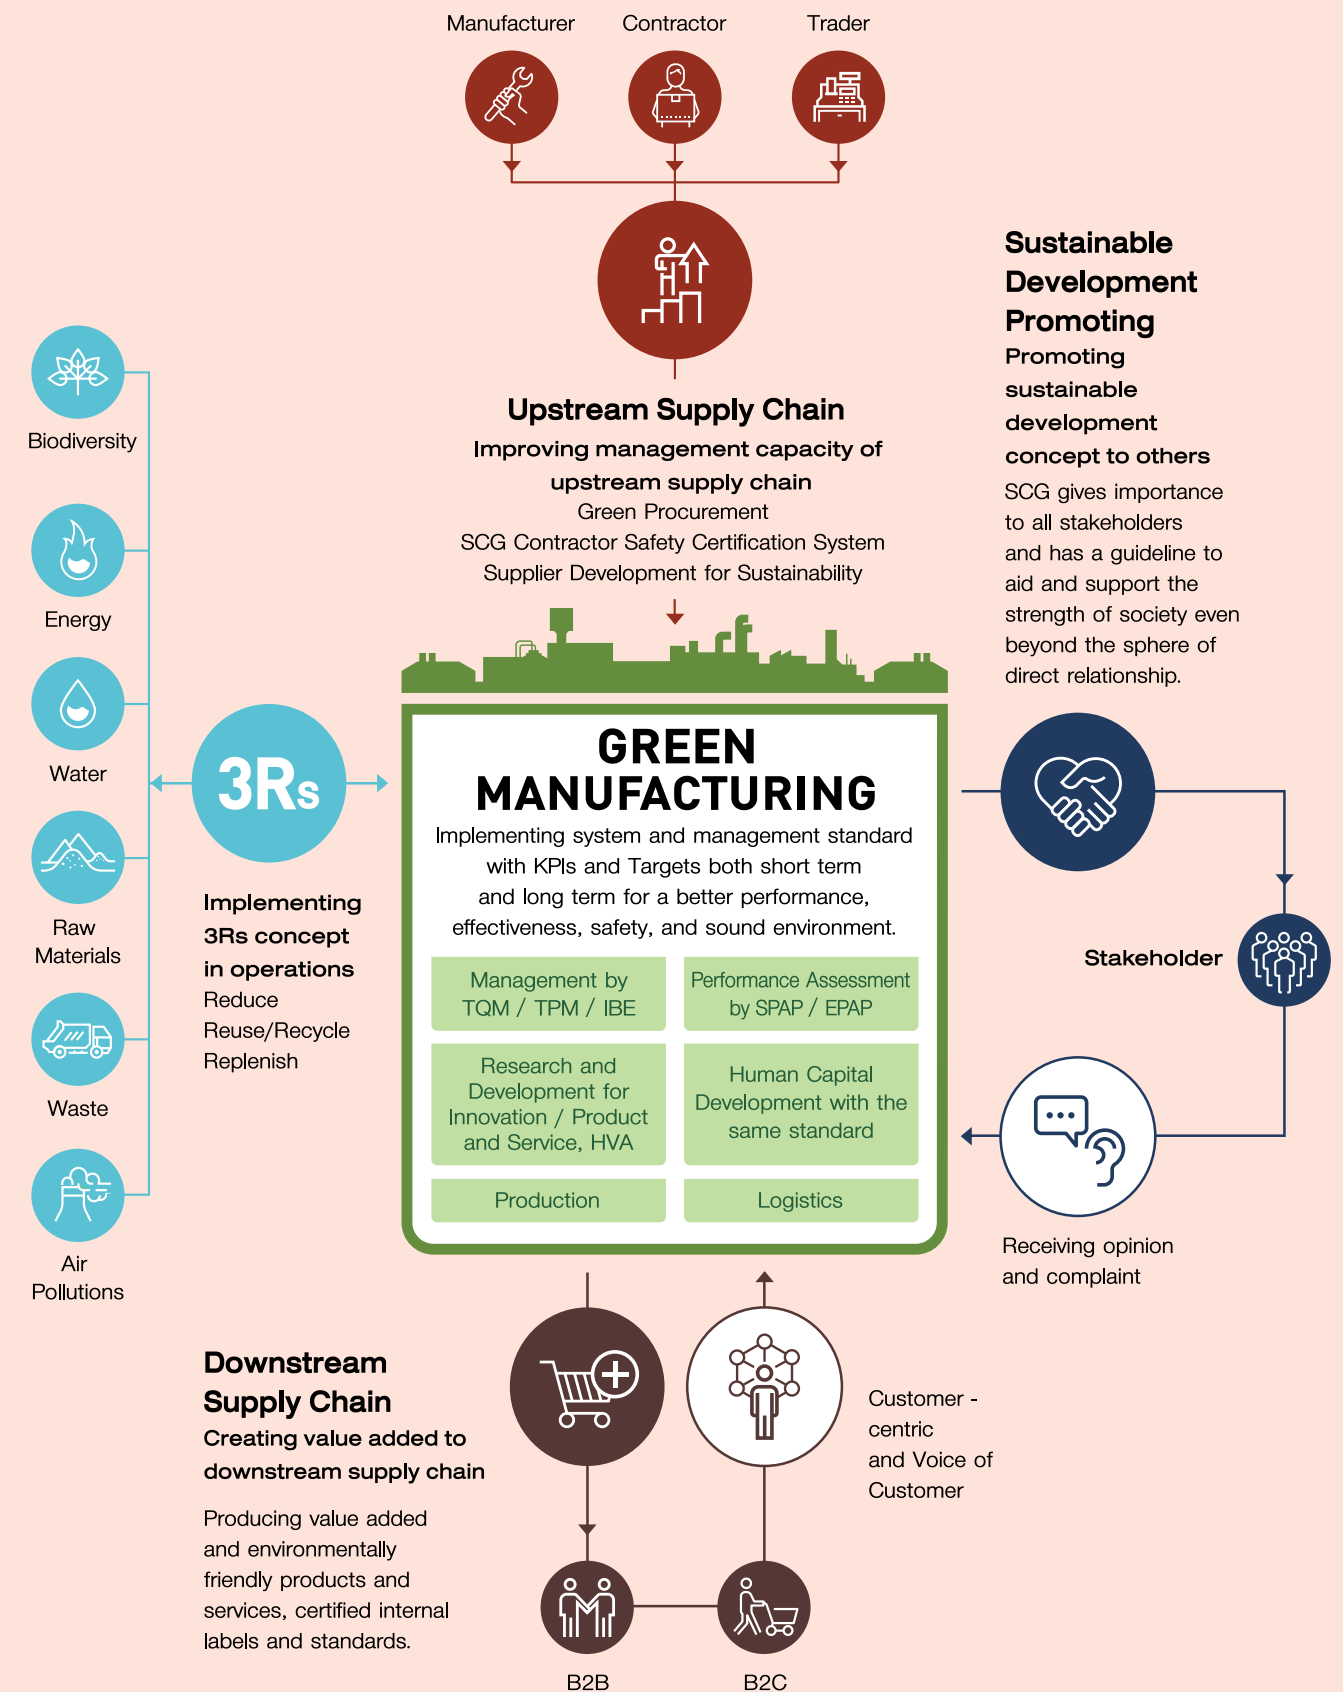 Manufacturer
Contractor
Trader
Upstream Supply Chain
Improving management capacity of
upstream supply chain
Green Procurement
SCG Contractor Safety Certification System
Supplier Development for Sustainability
Sustainable
Development
Promoting
Promoting
sustainable
development
concept to others
SCG gives importance
to all stakeholders
and has a guideline to
aid and support the
strength of society even
beyond the sphere of
direct relationship.
Biodiversity
Energy
Water
Raw
Materials
Waste
Air
Pollutions
3Rs
Implementing
3Rs concept
in operations
Reduce
Reuse/Recycle
Replenish
GREEN
MANUFACTURING
Implementing system and management standard
with KPIs and Targets both short term
and long term for a better performance,
effectiveness, safety, and sound environment.
Management by
TQM / TPM / IBE
Performance Assessment
by SPAP / EPAP
Research and
Development for
Innovation / Product
and Service, HVA
Human Capital
Development with the
same standard
Production
Logistics
Stakeholder
Receiving opinion
and complaint
Downstream
Supply Chain
Creating value added to
downstream supply chain
Producing value added
and environmentally
friendly products and
services, certified internal
labels and standards.
Customer -
centric
and Voice of
Customer
B2B
B2C